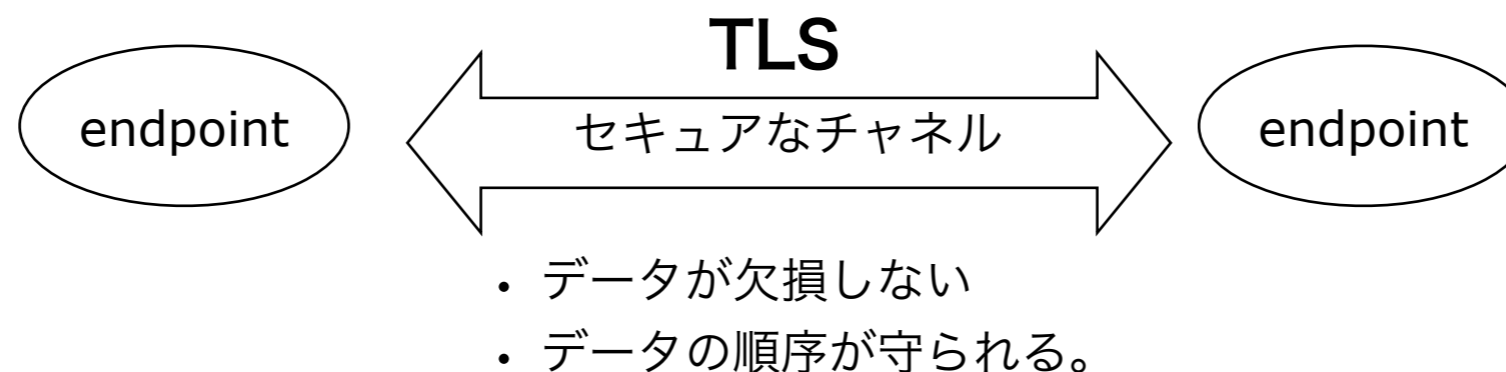 TLS
endpoint
セキュアなチャネル
endpoint
• データが欠損しない
• データの順序が守られる。